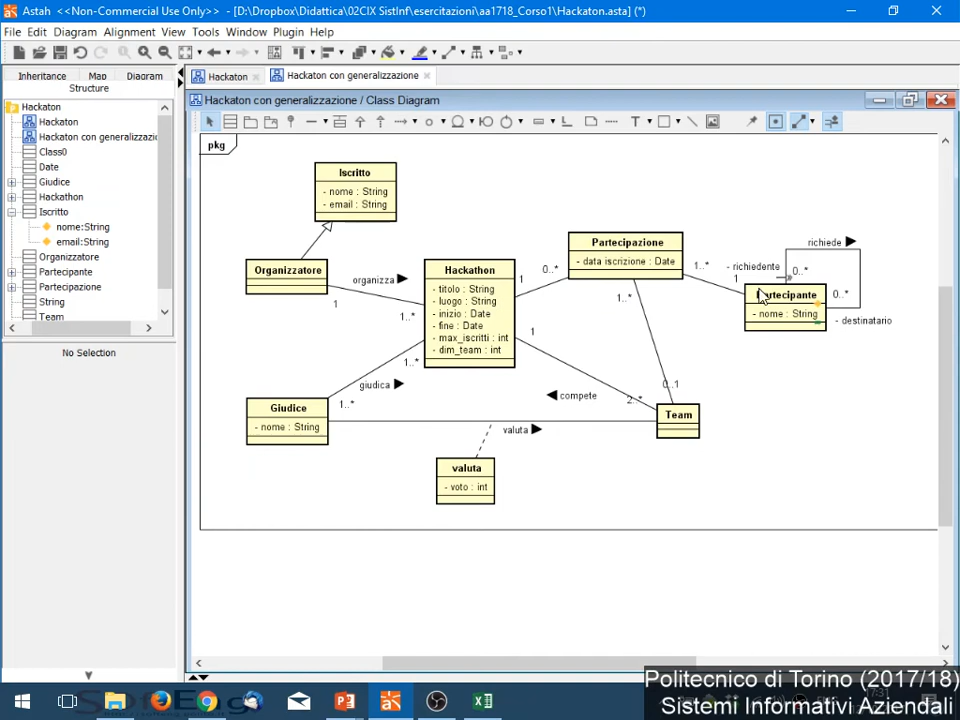 Astah <<Non-Commercial Use Only>> - [D:\Dropbox\Didattica\02CIX SistInf\esercitazioni\aa1718_Corso1\Hackaton.asta] (*)
File Edit Diagram Alignment View Tools Window Plugin Help
Inheritance Map Diagram
Structure
Hackaton
Hackaton
Hackaton con generalizzazio
Class0
Date
Giudice
Hackathon
Iscritto
nome:String
email:String
Organizzatore
Partecipante
Partecipazione
String
Team
No Selection
Hackaton
Hackaton con generalizzazione
Hackaton con generalizzazione / Class Diagram
pkg
Iscritto
- nome : String
- email : String
Organizzatore
organizza
1
1..*
Hackathon
- titolo : String
- luogo : String
- inizio : Date
- fine : Date
- max_iscritti : int
- dim_team : int
1
0..*
Partecipazione
- data iscrizione : Date
1..*
1
- richiedente
richiede
0..*
Partecipante
- nome : String
0..*
- destinatario
1..*
0..1
1
2..*
compete
Team
giudica
1..*
1..*
Giudice
- nome : String
valuta
valuta
- voto : int
Politecnico di Torino (2017/18)
Sistemi Informativi Aziendali
17:31